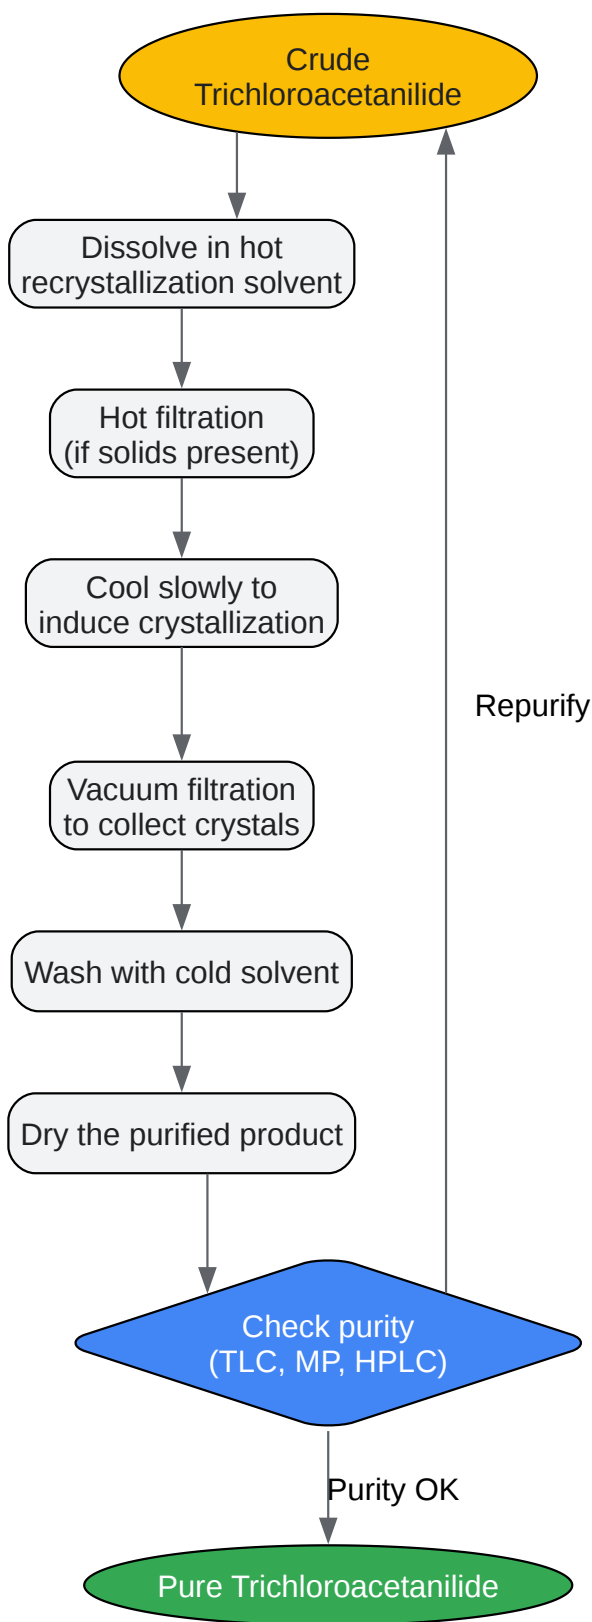 Crude
Trichloroacetanilide
Dissolve in hot
recrystallization solvent
Hot filtration
(if solids present)
Cool slowly to
induce crystallization
Repurify
Vacuum filtration
to collect crystals
Wash with cold solvent
Dry the purified product
Check purity
(TLC, MP, HPLC)
Purity OK
Pure Trichloroacetanilide